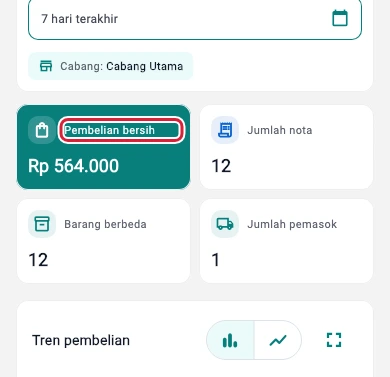 7 hari terakhir
Cabang: Cabang Utama
Pembelian bersih
Rp 564.000
Jumlah nota
12
Barang berbeda
12
Jumlah pemasok
1
Tren pembelian